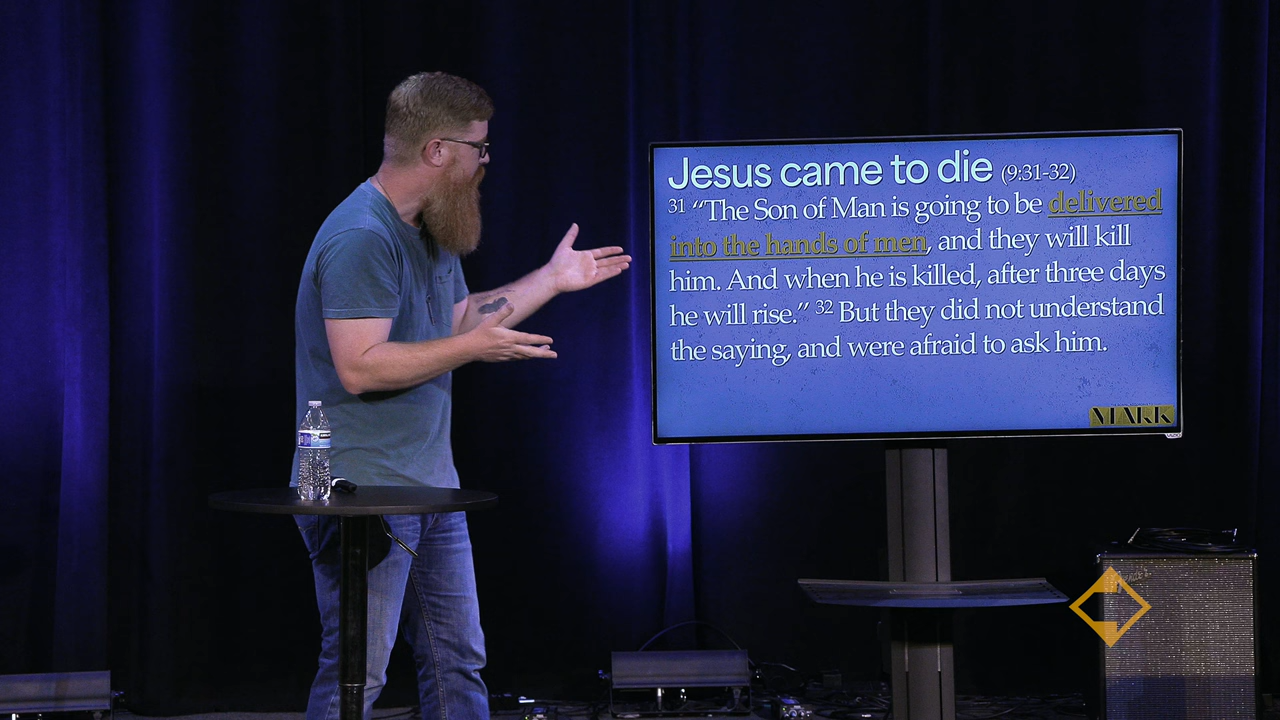 Jesus came to die (9:31-32)
31 “The Son of Man is going to be delivered
into the hands of men, and they will kill
him. And when he is killed, after three days
he will rise.” 32 But they did not understand
the saying, and were afraid to ask him.
MARK
VIZIO